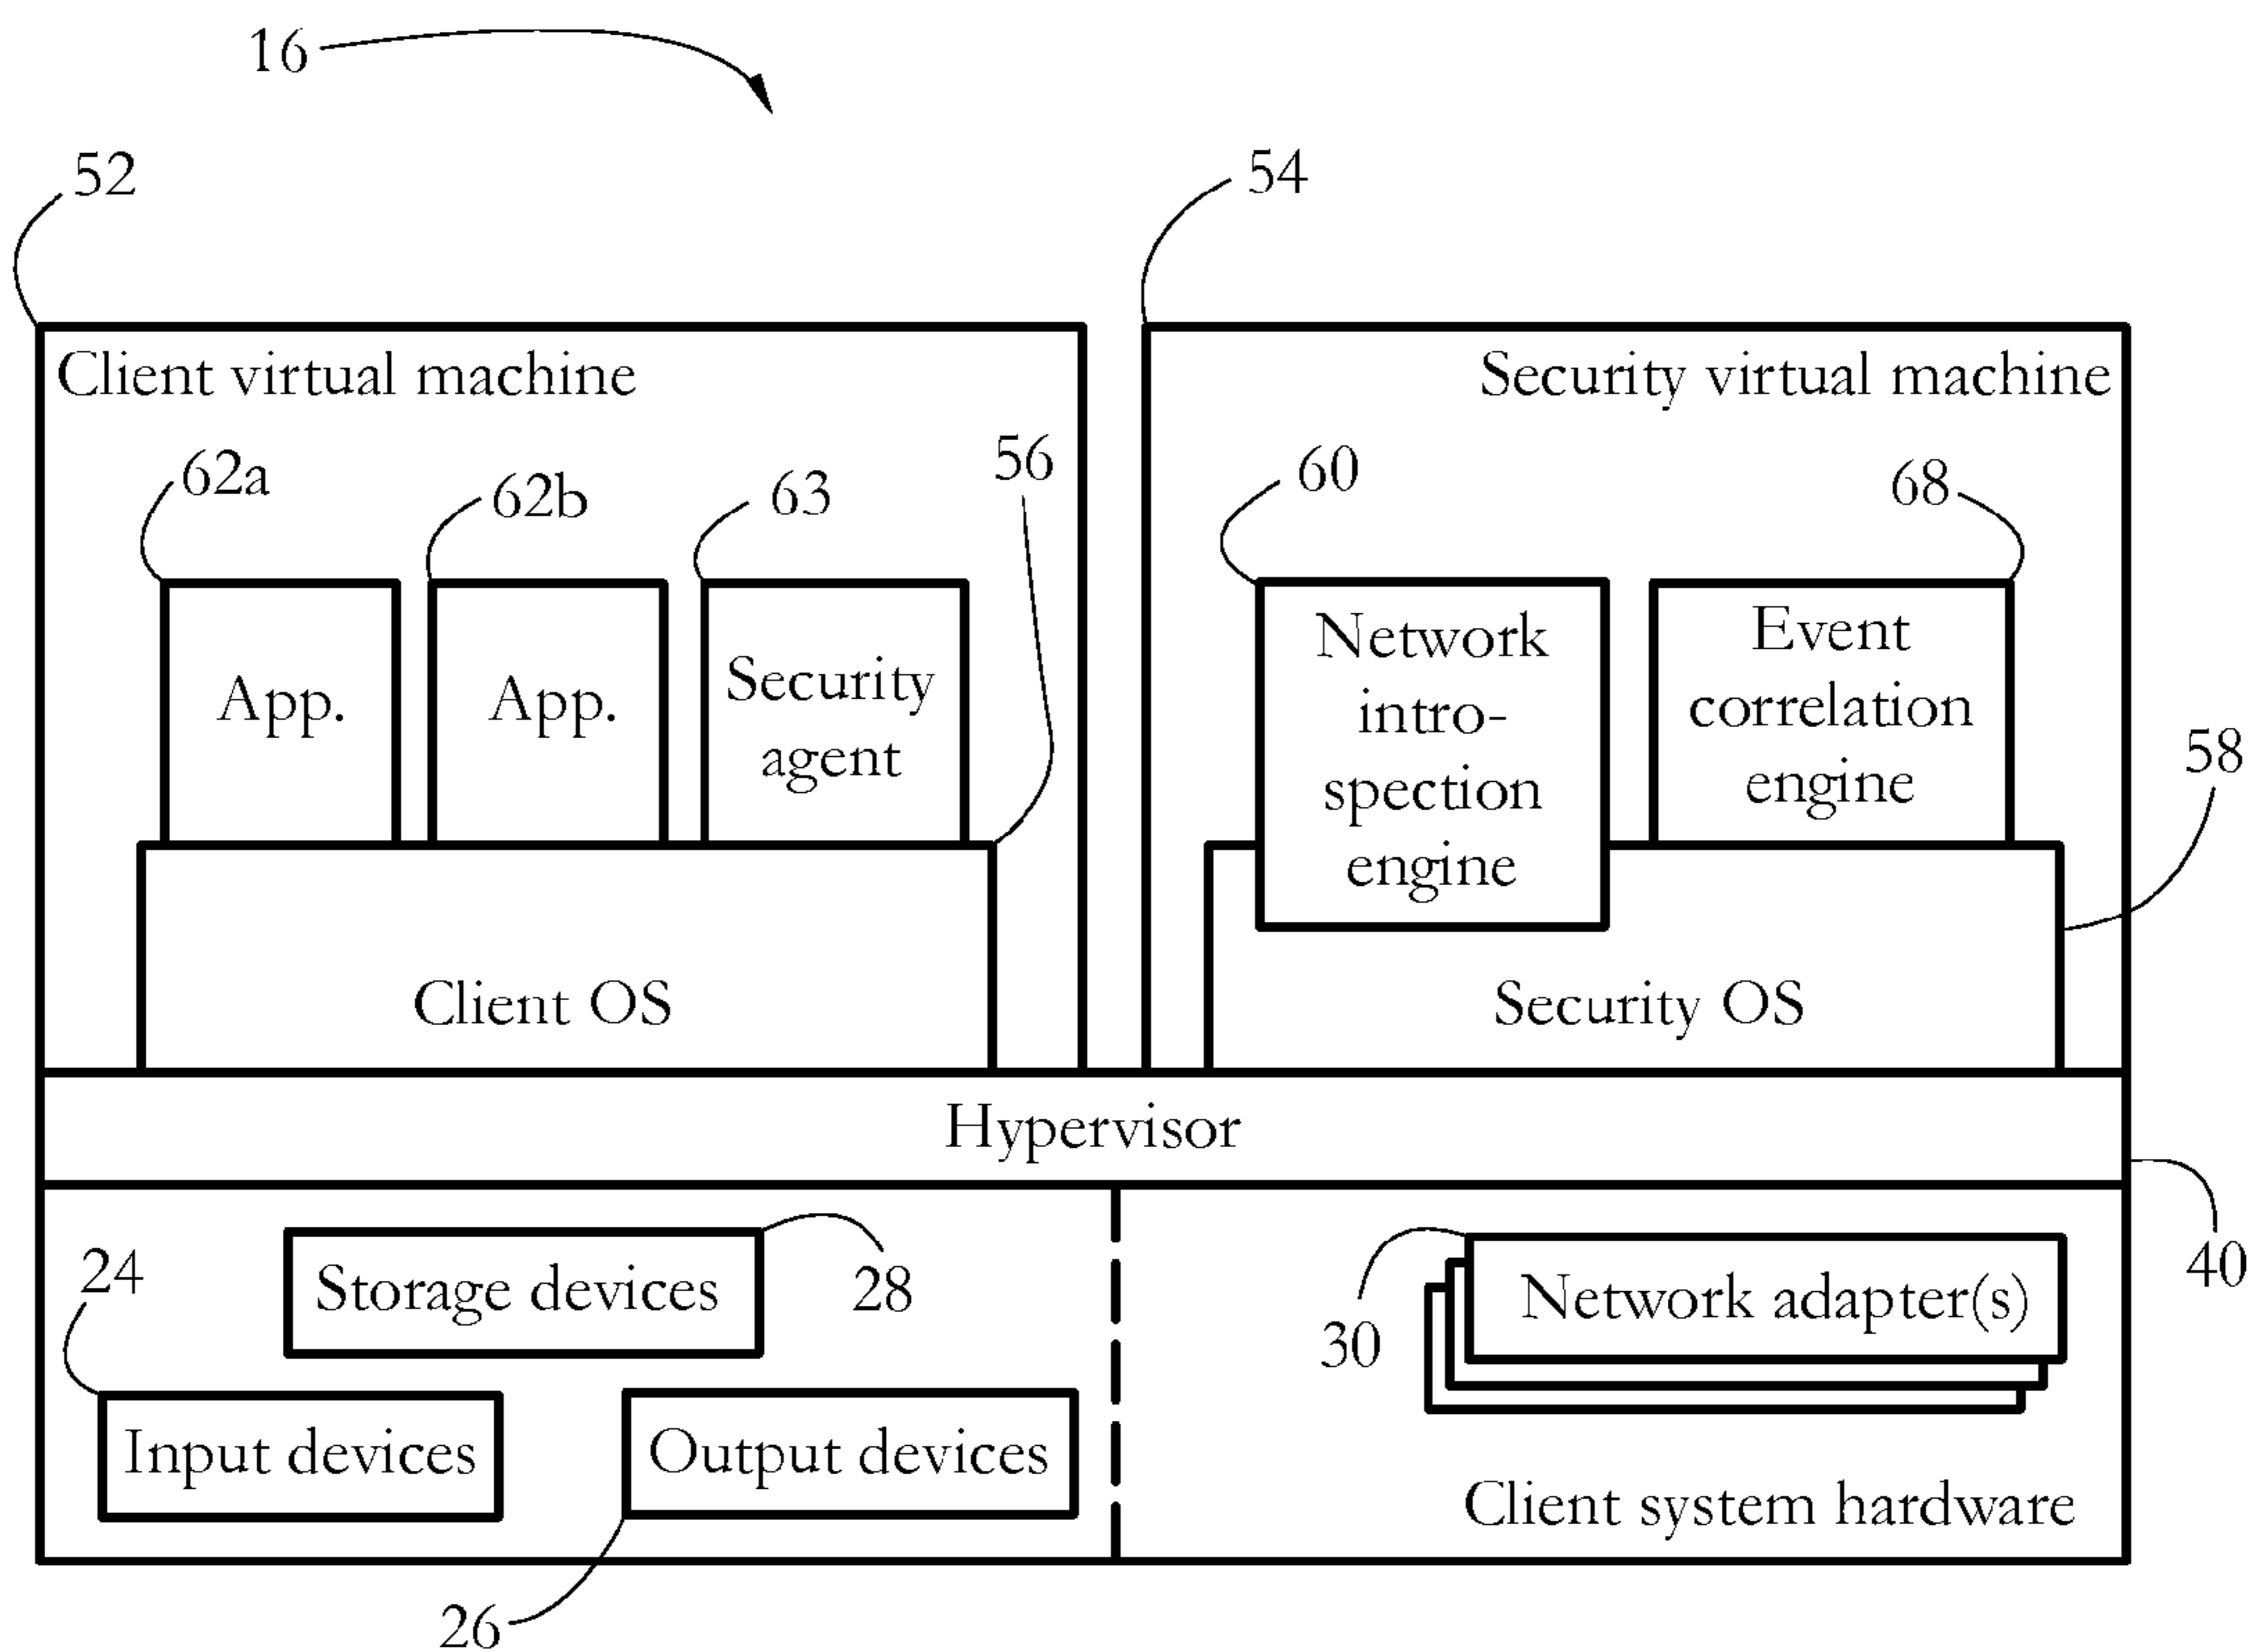 16
52
54
Client virtual machine
Security virtual machine
62a
62b
63
56
60
68
App.
App.
Security
agent
Network
intro-
spection
engine
Event
correlation
engine
58
Client OS
Security OS
Hypervisor
40
24
Storage devices
28
30
Network adapter(s)
Input devices
Output devices
Client system hardware
26